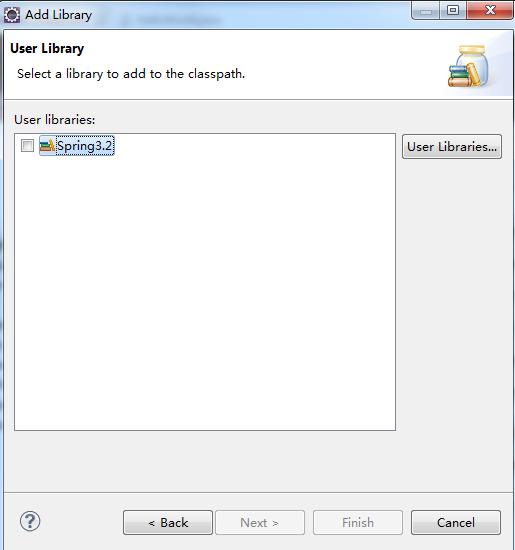 Add Library
User Library
Select a library to add to the classpath.
User libraries:
Spring3.2
User Libraries...
?
< Back
Next >
Finish
Cancel